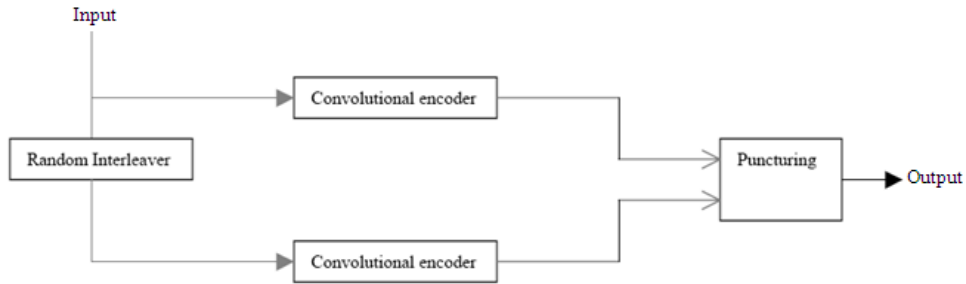 Input
Convolutional encoder
Random Interleaver
Puncturing
Output
Convolutional encoder